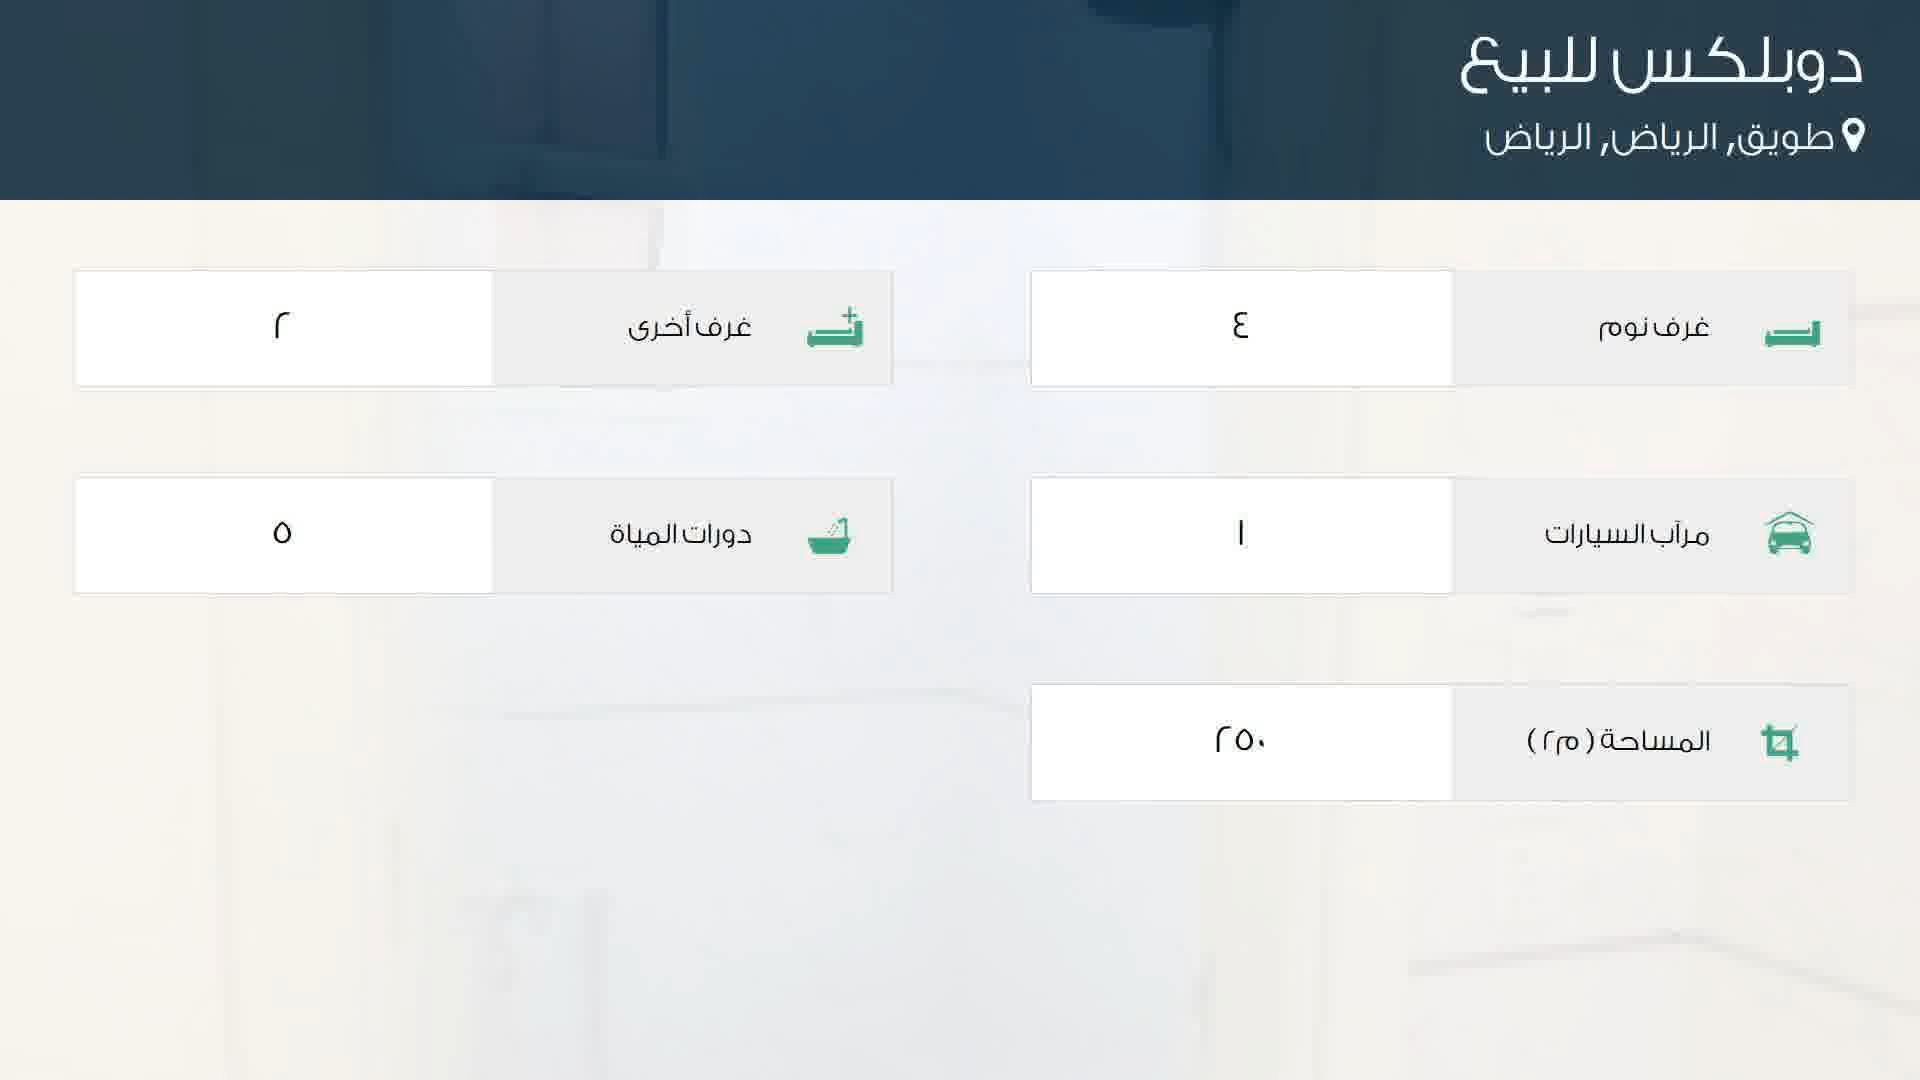 دوبلكس للبيع
طويق, الرياض, الرياض
غرف نوم
٤
غرف أخرى
٢
مرآب السيارات
١
دورات المياة
٥
المساحة ( م٢ )
٢٥٠